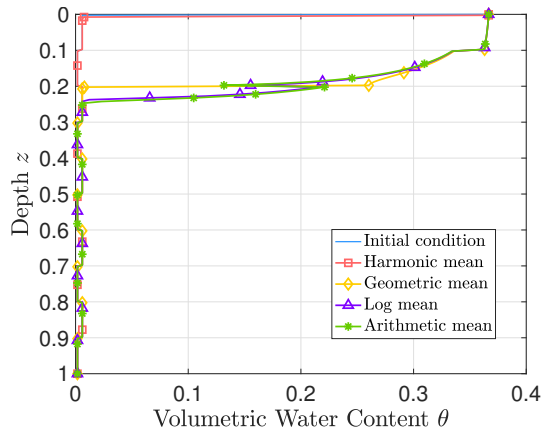 0
0.1
0.2
0.3
0.4
0.5
0.6
0.7
0.8
0.9
1
Depth z
Initial condition
Harmonic mean
Geometric mean
Log mean
Arithmetic mean
0 0.1 0.2 0.3 0.4
Volumetric Water Content θ